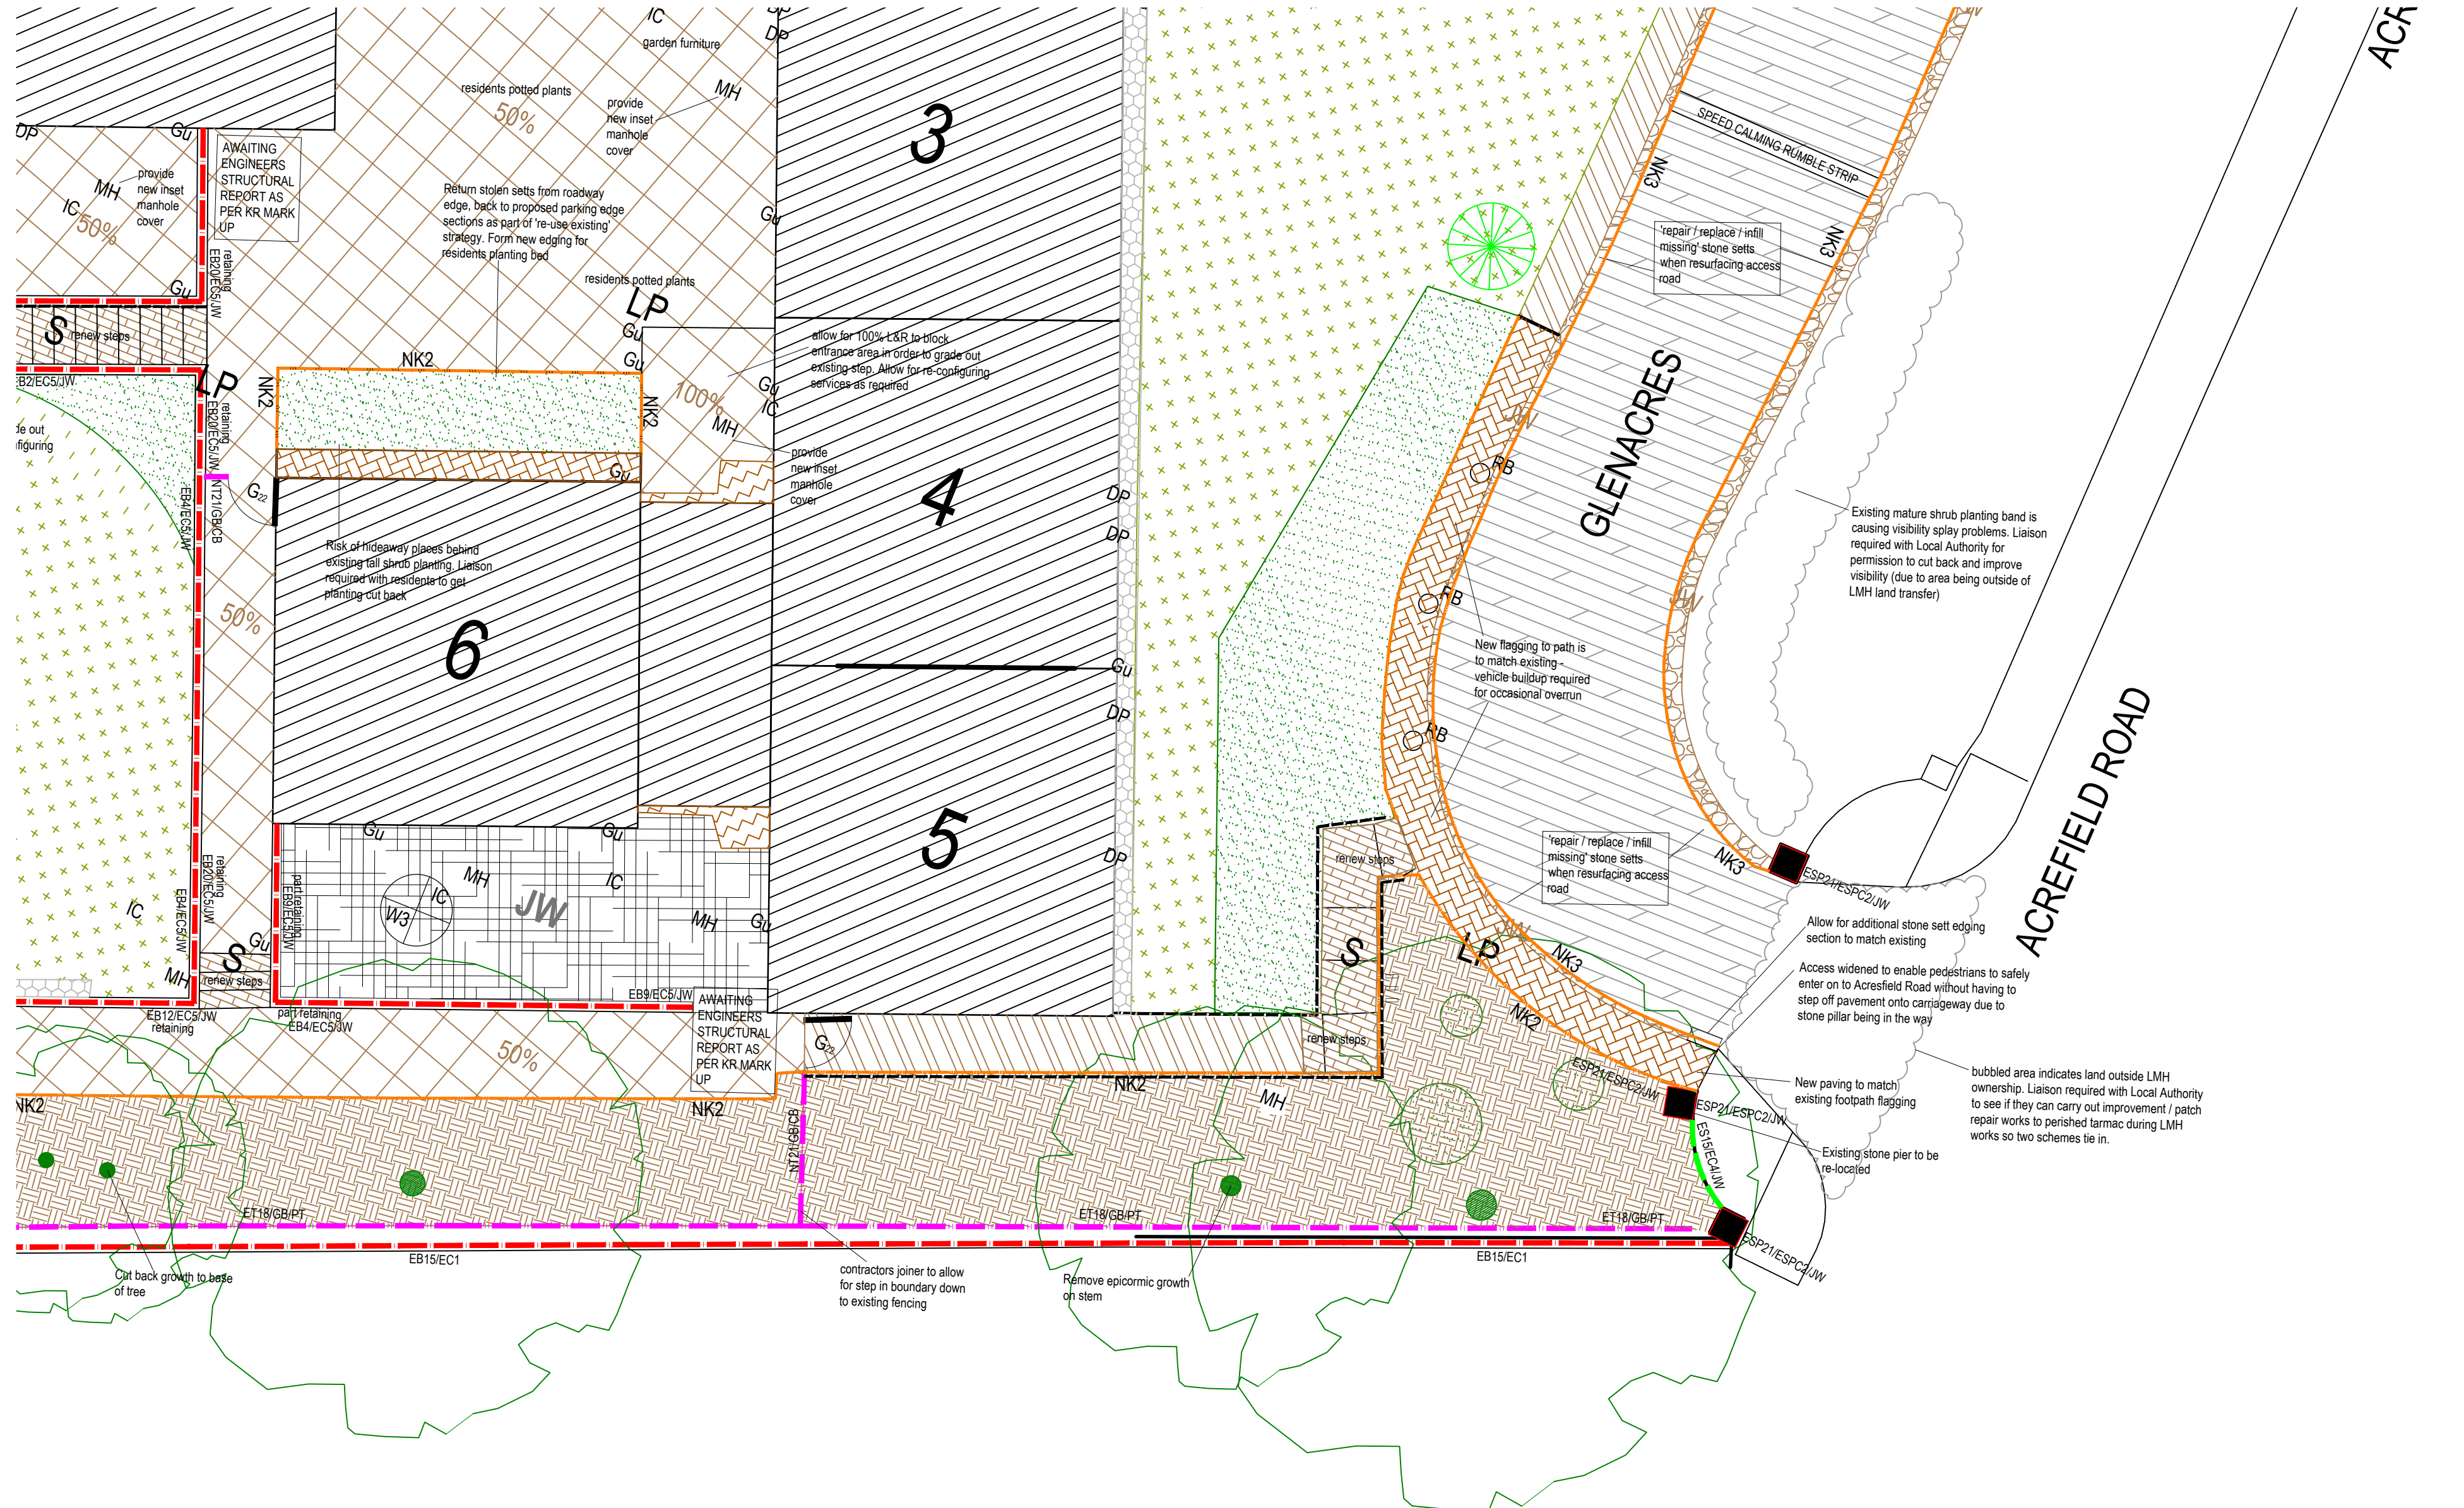 IC
garden furniture
DP
ACR
MH
residents potted plants
50%
provide
new inset
manhole
cover
3
DP
Gu
AWAITING
ENGINEERS
STRUCTURAL
REPORT AS
PER KR MARK
UP
MH
provide
new inset
manhole
cover
IC
50%
Return stolen setts from roadway
edge, back to proposed parking edge
sections as part of 're-use existing'
strategy. Form new edging for
residents planting bed
Gu
SPEED CALMING RUMBLE STRIP
NK3
NK3
'repair / replace / infill
missing' stone setts
when resurfacing access
road
retaining
EB20/EC5/JW
Gu
residents potted plants
LP
Gu
Gu
S
renew steps
allow for 100% L&R to block
entrance area in order to grade out
existing step. Allow for re-configuring
services as required
NK2
EB2/EC5/JW
LP
NK2
NK2
100%
Gu
IC
MH
GLENACRES
JW
de out
figuring
retaining
EB20/EC5/JW
provide
new inset
manhole
cover
Gu
4
DP
DP
RB
G22
EB4/EC5/JW
NT21/GB/CB
Existing mature shrub planting band is
causing visibility splay problems. Liaison
required with Local Authority for
permission to cut back and improve
visibility (due to area being outside of
LMH land transfer)
Risk of hideaway places behind
existing tall shrub planting. Liaison
required with residents to get
planting cut back
RB
JW
50%
6
New flagging to path is
to match existing -
vehicle buildup required
for occasional overrun
Gu
DP
RB
ACREFIELD ROAD
5
Gu
Gu
DP
renew steps
'repair / replace / infill
missing' stone setts
when resurfacing access
road
NK3
ESP21/ESPC2/JW
retaining
EB20/EC5/JW
EB4/EC5/JW
part retaining
EB9/EC5/JW
MH
IC
IC
W3
JW
MH
Gu
IC
Gu
S
renew steps
MH
S
LP
JW
NK3
Allow for additional stone sett edging
section to match existing
Access widened to enable pedestrians to safely
enter on to Acresfield Road without having to
step off pavement onto carriageway due to
stone pillar being in the way
EB9/EC5/JW
AWAITING
ENGINEERS
STRUCTURAL
REPORT AS
PER KR MARK
UP
EB12/EC5/JW
retaining
part retaining
EB4/EC5/JW
50%
G22
renew steps
NK2
NK2
NK2
NK2
MH
ESP21/ESPC2/JW
ESP21/ESPC2/JW
New paving to match
existing footpath flagging
bubbled area indicates land outside LMH
ownership. Liaison required with Local Authority
to see if they can carry out improvement / patch
repair works to perished tarmac during LMH
works so two schemes tie in.
NT21/GB/CB
ES15/EC4/JW
Existing stone pier to be
re-located
ET18/GB/PT
ET18/GB/PT
ET18/GB/PT
ESP21/ESPC2/JW
EB15/EC1
EB15/EC1
Cut back growth to base
of tree
contractors joiner to allow
for step in boundary down
to existing fencing
Remove epicormic growth
on stem